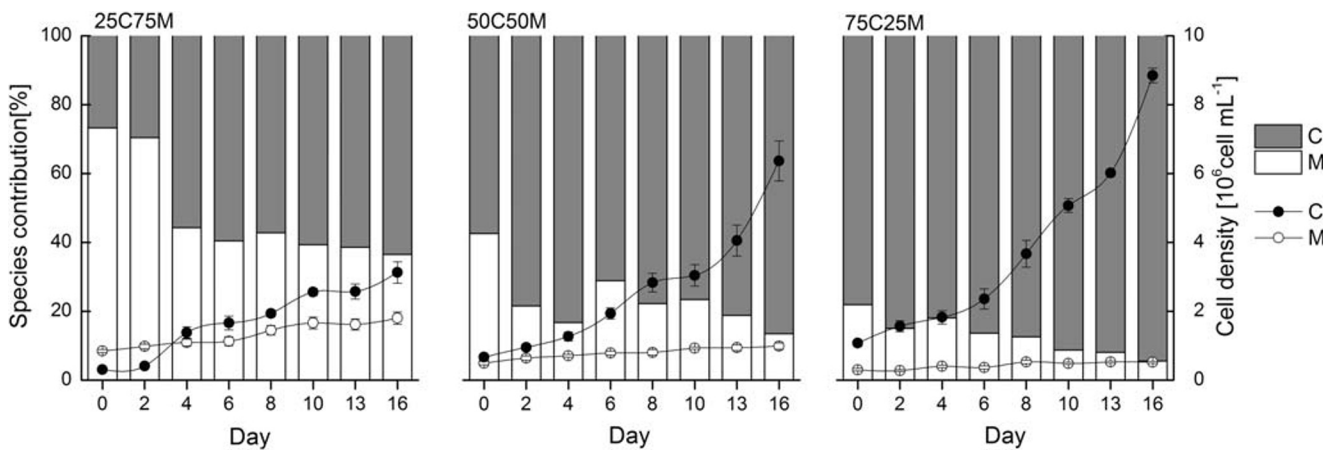 25C75M
50C50M
75C25M
100
80
60
40
20
0
Species contribution[%]
10
8
6
4
2
0
Cell density [10⁶cell mL⁻¹]
0 2 4 6 8 10 13 16
0 2 4 6 8 10 13 16
0 2 4 6 8 10 13 16
Day
Day
Day
C
M
C
M